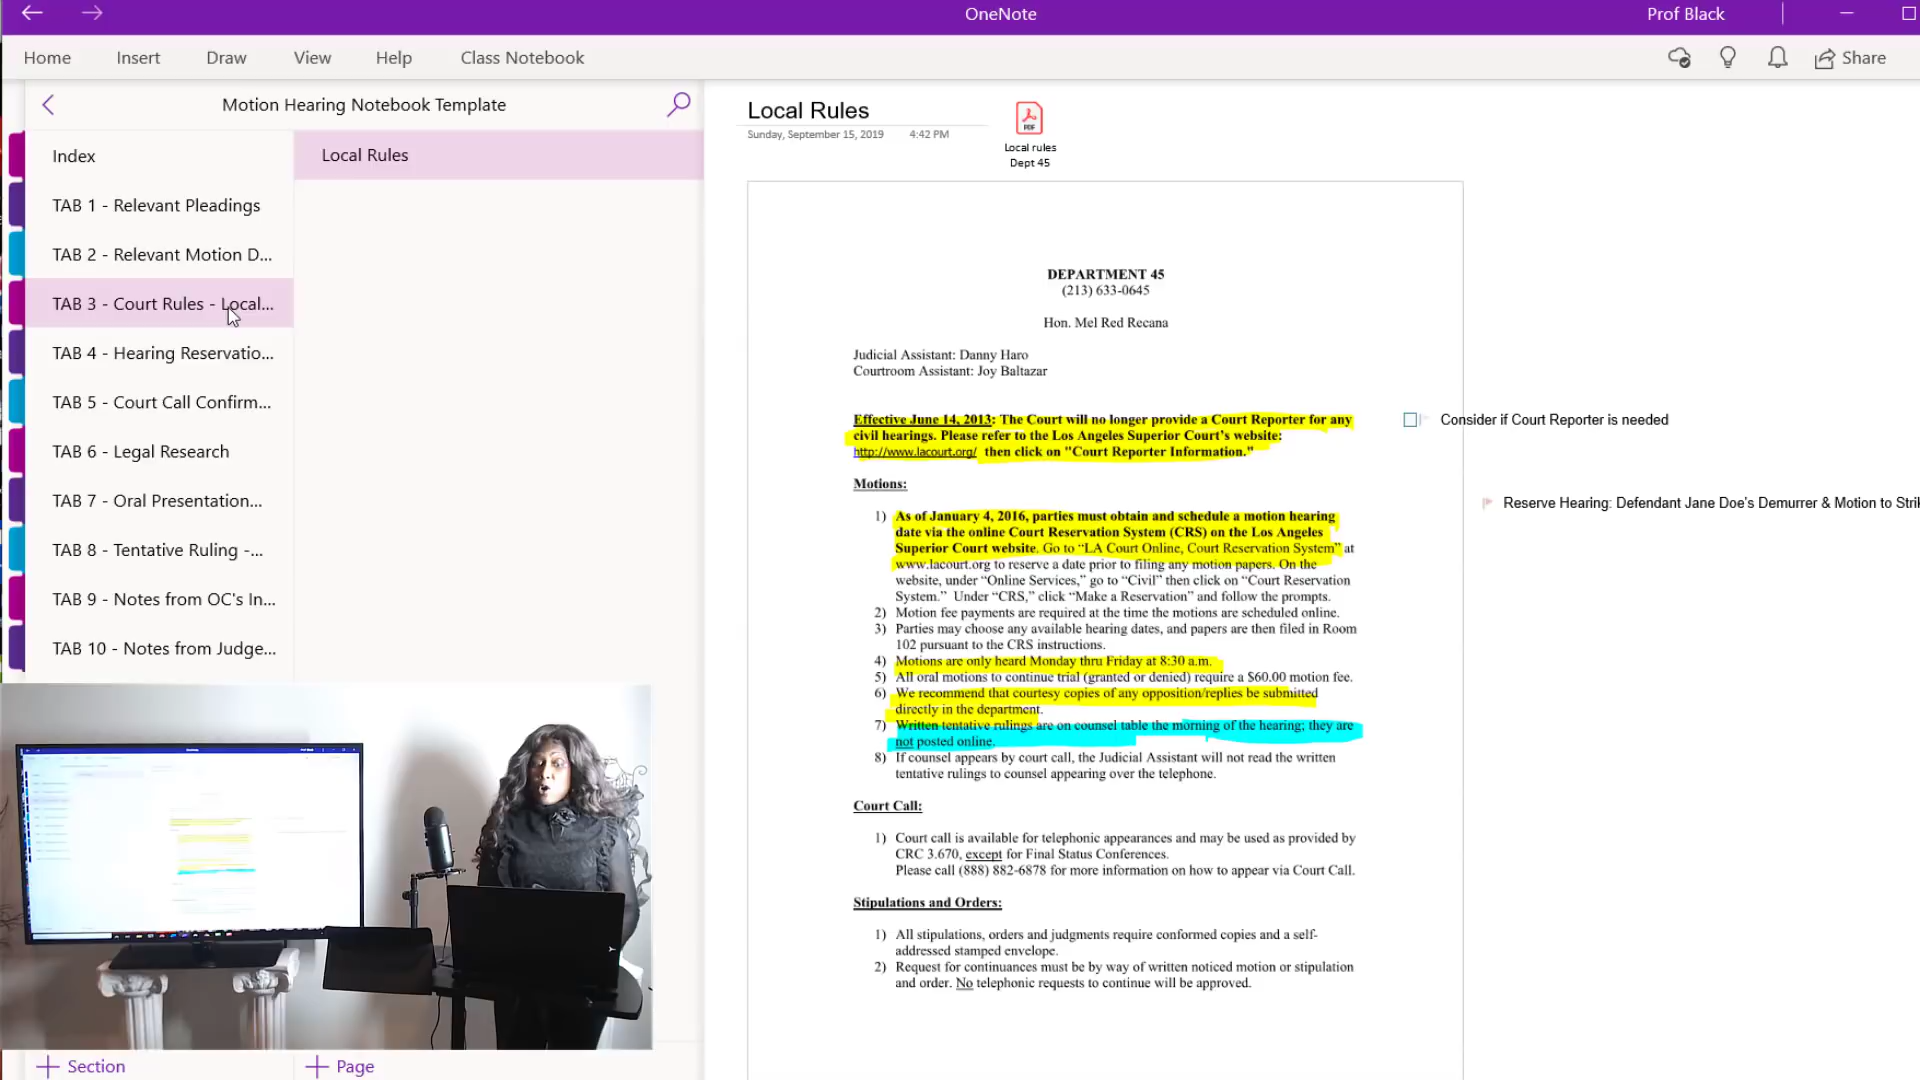 OneNote
Prof Black
Home
Insert
Draw
View
Help
Class Notebook
Share
Motion Hearing Notebook Template
Index
TAB 1 - Relevant Pleadings
TAB 2 - Relevant Motion D...
TAB 3 - Court Rules - Local...
TAB 4 - Hearing Reservatio...
TAB 5 - Court Call Confirm...
TAB 6 - Legal Research
TAB 7 - Oral Presentation...
TAB 8 - Tentative Ruling -...
TAB 9 - Notes from OC's In...
TAB 10 - Notes from Judge...
Section
Local Rules
Page
Local Rules
Sunday, September 15, 2019 4:42 PM
PDF
Local rules
Dept 45
DEPARTMENT 45
(213) 633-0645
Hon. Mel Red Recana
Judicial Assistant: Danny Haro
Courtroom Assistant: Joy Baltazar
Effective June 14, 2013: The Court will no longer provide a Court Reporter for any
civil hearings. Please refer to the Los Angeles Superior Court's website:
http://www.lacourt.org/ then click on "Court Reporter Information."
Motions:
1) As of January 4, 2016, parties must obtain and schedule a motion hearing
date via the online Court Reservation System (CRS) on the Los Angeles
Superior Court website. Go to “LA Court Online, Court Reservation System” at
www.lacourt.org to reserve a date prior to filing any motion papers. On the
website, under “Online Services,” go to “Civil” then click on “Court Reservation
System.” Under “CRS,” click “Make a Reservation” and follow the prompts.
2) Motion fee payments are required at the time the motions are scheduled online.
3) Parties may choose any available hearing dates, and papers are then filed in Room
102 pursuant to the CRS instructions.
4) Motions are only heard Monday thru Friday at 8:30 a.m.
5) All oral motions to continue trial (granted or denied) require a $60.00 motion fee.
6) We recommend that courtesy copies of any opposition/replies be submitted
directly in the department.
7) Written tentative rulings are on counsel table the morning of the hearing; they are
not posted online.
8) If counsel appears by court call, the Judicial Assistant will not read the written
tentative rulings to counsel appearing over the telephone.
Court Call:
1) Court call is available for telephonic appearances and may be used as provided by
CRC 3.670, except for Final Status Conferences.
Please call (888) 882-6878 for more information on how to appear via Court Call.
Stipulations and Orders:
1) All stipulations, orders and judgments require conformed copies and a self-
addressed stamped envelope.
2) Request for continuances must be by way of written noticed motion or stipulation
and order. No telephonic requests to continue will be approved.
Consider if Court Reporter is needed
Reserve Hearing: Defendant Jane Doe's Demurrer & Motion to Strik